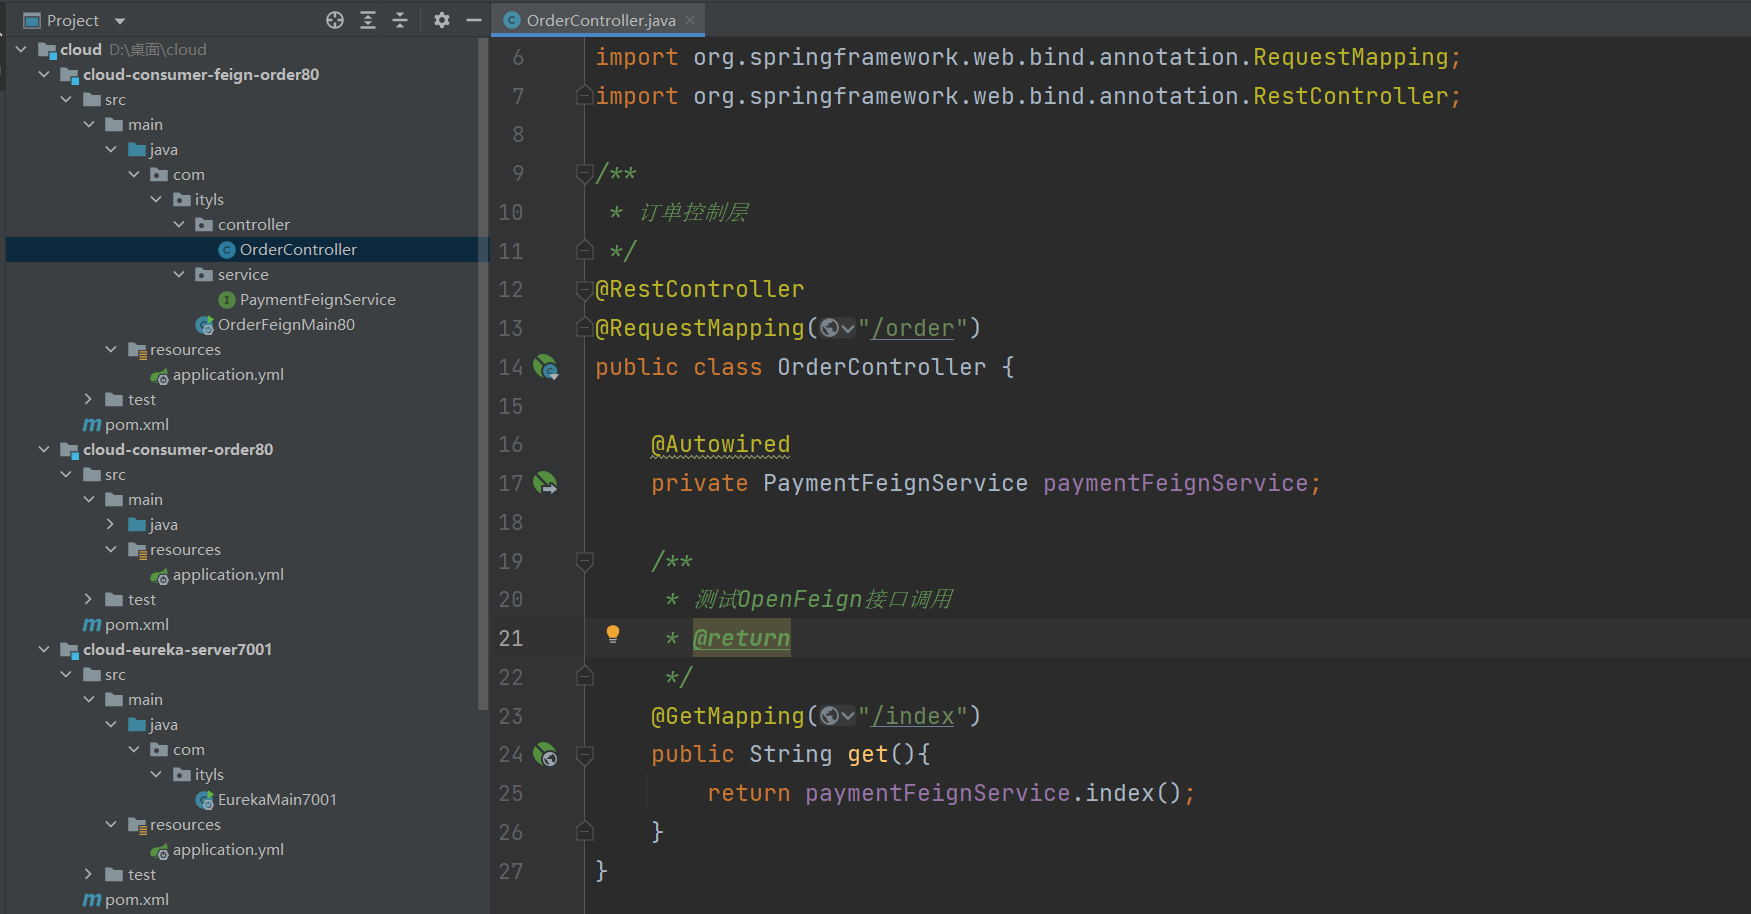 Project
cloud D:\桌面\cloud
cloud-consumer-feign-order80
src
main
java
com
ityls
controller
OrderController
service
PaymentFeignService
OrderFeignMain80
resources
application.yml
test
pom.xml
cloud-consumer-order80
src
main
java
resources
application.yml
test
pom.xml
cloud-eureka-server7001
src
main
java
com
ityls
EurekaMain7001
resources
application.yml
test
pom.xml
OrderController.java
6 import org.springframework.web.bind.annotation.RequestMapping;
7 import org.springframework.web.bind.annotation.RestController;
8
9 /**
10 * 订单控制层
11 */
12 @RestController
13 @RequestMapping("/order")
14 public class OrderController {
15
16 @Autowired
17 private PaymentFeignService paymentFeignService;
18
19 /**
20 * 测试OpenFeign接口调用
21 * @return
22 */
23 @GetMapping("/index")
24 public String get(){
25 return paymentFeignService.index();
26 }
27 }